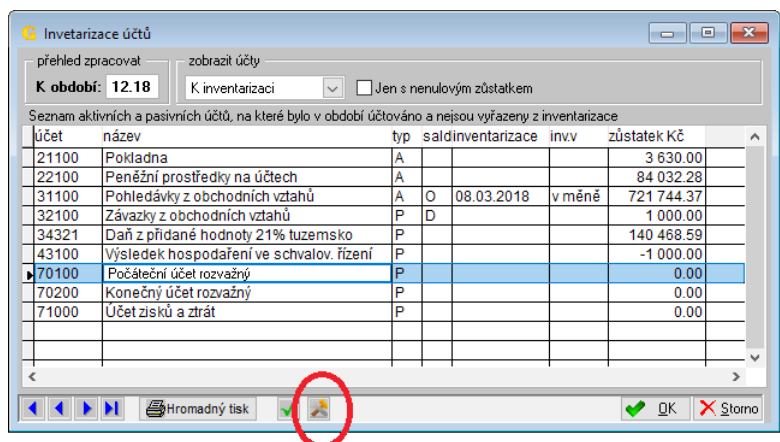 Invetarizace účtů
přehled zpracovat zobrazit účty
K období: 12.18 K inventarizaci Jen s nenulovým zůstatkem
Seznam aktivních a pasivních účtů, na které bylo v období účtováno a nejsou vyřazeny z inventarizace
účet název typ sald inventarizace inv.v zůstatek Kč
21100 Pokladna A 3 630.00
22100 Peněžní prostředky na účtech A 84 032.28
31100 Pohledávky z obchodních vztahů A O 08.03.2018 v měně 721 744.37
32100 Závazky z obchodních vztahů P D 1 000.00
34321 Daň z přidané hodnoty 21% tuzemsko P 140 468.59
43100 Výsledek hospodaření ve schvalov. řízení P -1 000.00
70100 Počáteční účet rozvažný P 0.00
70200 Konečný účet rozvažný P 0.00
71000 Účet zisků a ztrát P 0.00
Hromadný tisk OK Storno